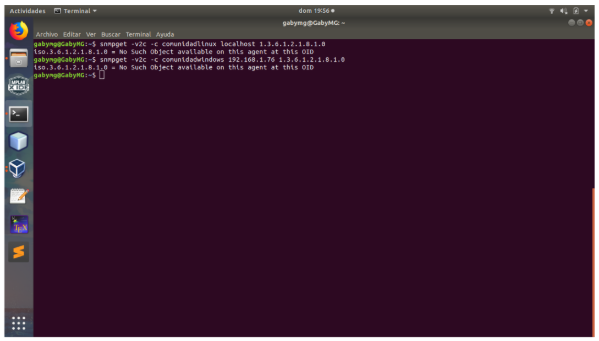 Actividades Terminal dom 19:56
gabymg@GabyMG: ~
Archivo Editar Ver Buscar Terminal Ayuda
gabymg@GabyMG:~$ snmpget -v2c -c comunidadlinux localhost 1.3.6.1.2.1.8.1.0
iso.3.6.1.2.1.8.1.0 = No Such Object available on this agent at this OID
gabymg@GabyMG:~$ snmpget -v2c -c comunidadwindows 192.168.1.76 1.3.6.1.2.1.8.1.0
iso.3.6.1.2.1.8.1.0 = No Such Object available on this agent at this OID
gabymg@GabyMG:~$
MPLAB
X IDE
TEX